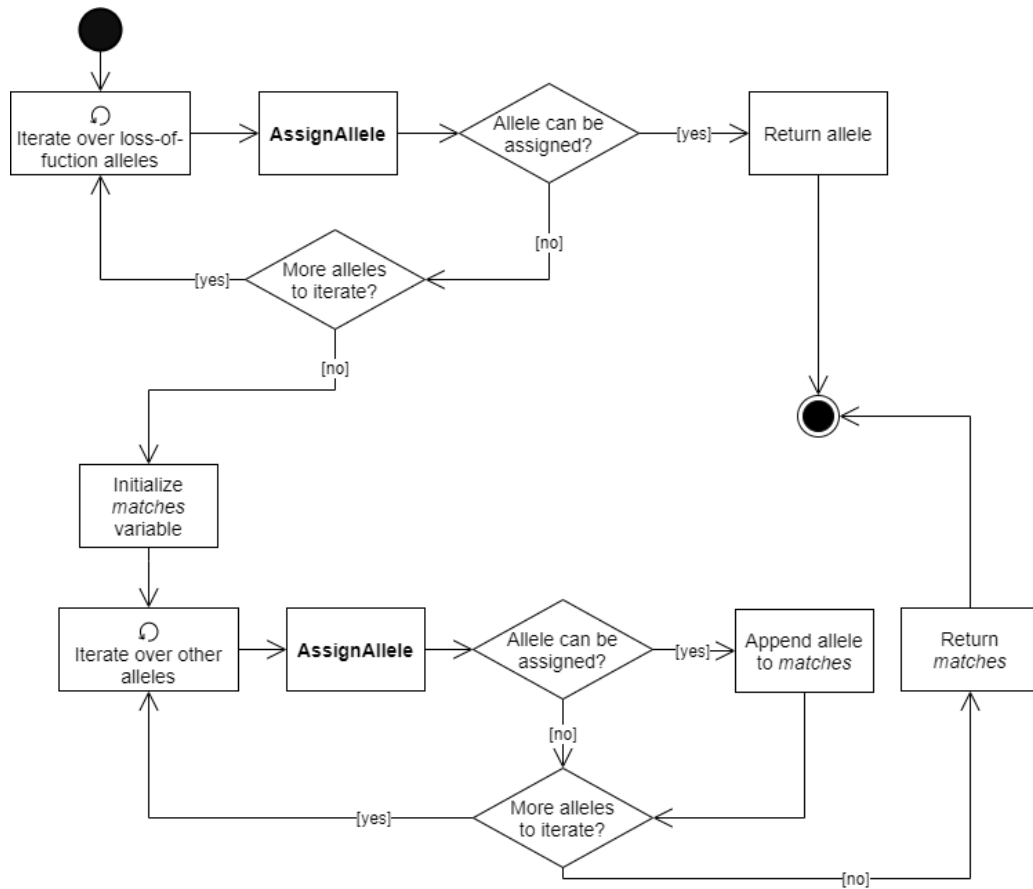 Iterate over loss-of-
fuction alleles
AssignAllele
Allele can be
assigned?
[yes]
Return allele
[no]
More alleles
to iterate?
[yes]
[no]
Initialize
matches
variable
Iterate over other
alleles
AssignAllele
Allele can be
assigned?
[yes]
Append allele
to matches
Return
matches
[no]
More alleles
to iterate?
[yes]
[no]